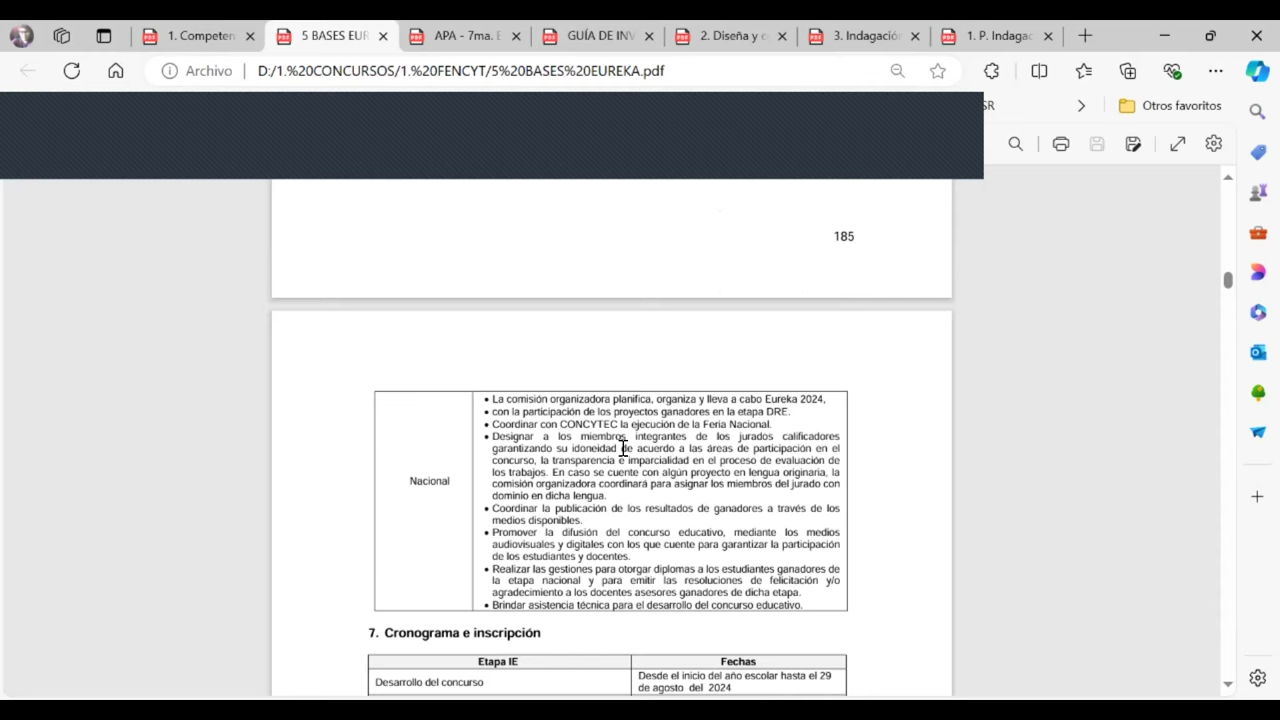 1. Competen
5 BASES EUR
APA - 7ma. E
GUÍA DE INV
2. Diseña y c
3. Indagación
1. P. Indagac
Archivo
D:/1.%20CONCURSOS/1.%20FENCYT/5%20BASES%20EUREKA.pdf
SR
Otros favoritos
185
Nacional
• La comisión organizadora planifica, organiza y lleva a cabo Eureka 2024,
• con la participación de los proyectos ganadores en la etapa DRE.
• Coordinar con CONCYTEC la ejecución de la Feria Nacional.
• Designar a los miembros integrantes de los jurados calificadores
garantizando su idoneidad de acuerdo a las áreas de participación en el
concurso, la transparencia e imparcialidad en el proceso de evaluación de
los trabajos. En caso se cuente con algún proyecto en lengua originaria, la
comisión organizadora coordinará para asignar los miembros del jurado con
dominio en dicha lengua.
• Coordinar la publicación de los resultados de ganadores a través de los
medios disponibles.
• Promover la difusión del concurso educativo, mediante los medios
audiovisuales y digitales con los que cuente para garantizar la participación
de los estudiantes y docentes.
• Realizar las gestiones para otorgar diplomas a los estudiantes ganadores de
la etapa nacional y para emitir las resoluciones de felicitación y/o
agradecimiento a los docentes asesores ganadores de dicha etapa.
• Brindar asistencia técnica para el desarrollo del concurso educativo.
7. Cronograma e inscripción
Etapa IE
Fechas
Desarrollo del concurso
Desde el inicio del año escolar hasta el 29
de agosto del 2024